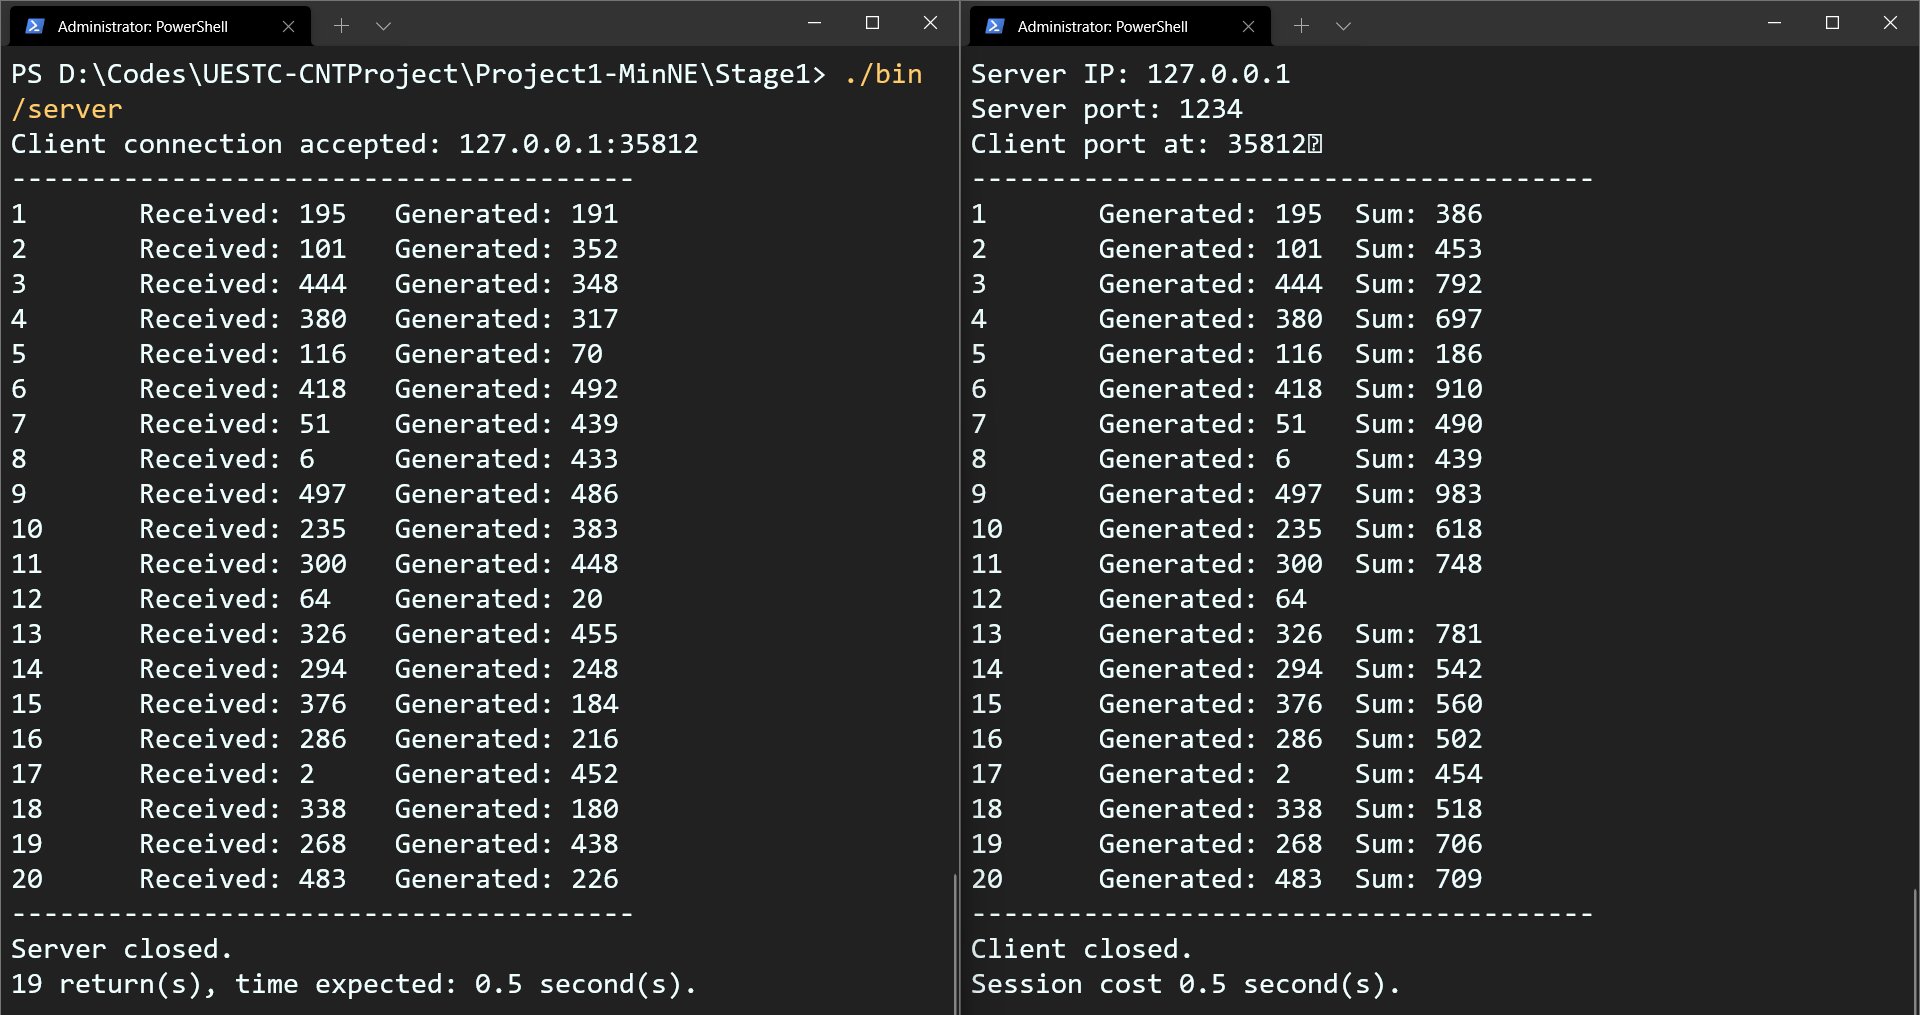 Administrator: PowerShell
PS D:\Codes\UESTC-CNTProject\Project1-MinNE\Stage1> ./bin
/server
Client connection accepted: 127.0.0.1:35812
---------------------------------------
1 Received: 195 Generated: 191
2 Received: 101 Generated: 352
3 Received: 444 Generated: 348
4 Received: 380 Generated: 317
5 Received: 116 Generated: 70
6 Received: 418 Generated: 492
7 Received: 51 Generated: 439
8 Received: 6 Generated: 433
9 Received: 497 Generated: 486
10 Received: 235 Generated: 383
11 Received: 300 Generated: 448
12 Received: 64 Generated: 20
13 Received: 326 Generated: 455
14 Received: 294 Generated: 248
15 Received: 376 Generated: 184
16 Received: 286 Generated: 216
17 Received: 2 Generated: 452
18 Received: 338 Generated: 180
19 Received: 268 Generated: 438
20 Received: 483 Generated: 226
---------------------------------------
Server closed.
19 return(s), time expected: 0.5 second(s).
Administrator: PowerShell
Server IP: 127.0.0.1
Server port: 1234
Client port at: 35812
---------------------------------------
1 Generated: 195 Sum: 386
2 Generated: 101 Sum: 453
3 Generated: 444 Sum: 792
4 Generated: 380 Sum: 697
5 Generated: 116 Sum: 186
6 Generated: 418 Sum: 910
7 Generated: 51 Sum: 490
8 Generated: 6 Sum: 439
9 Generated: 497 Sum: 983
10 Generated: 235 Sum: 618
11 Generated: 300 Sum: 748
12 Generated: 64
13 Generated: 326 Sum: 781
14 Generated: 294 Sum: 542
15 Generated: 376 Sum: 560
16 Generated: 286 Sum: 502
17 Generated: 2 Sum: 454
18 Generated: 338 Sum: 518
19 Generated: 268 Sum: 706
20 Generated: 483 Sum: 709
---------------------------------------
Client closed.
Session cost 0.5 second(s).